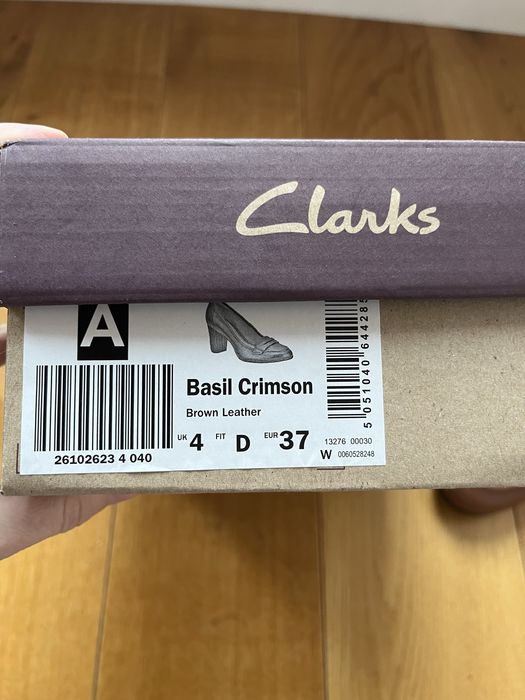 Clarks
A
Basil Crimson
Brown Leather
UK 4 FIT D EUR 37
26102623 4 040
5 051040 644285
13276 00030
W 0060528248